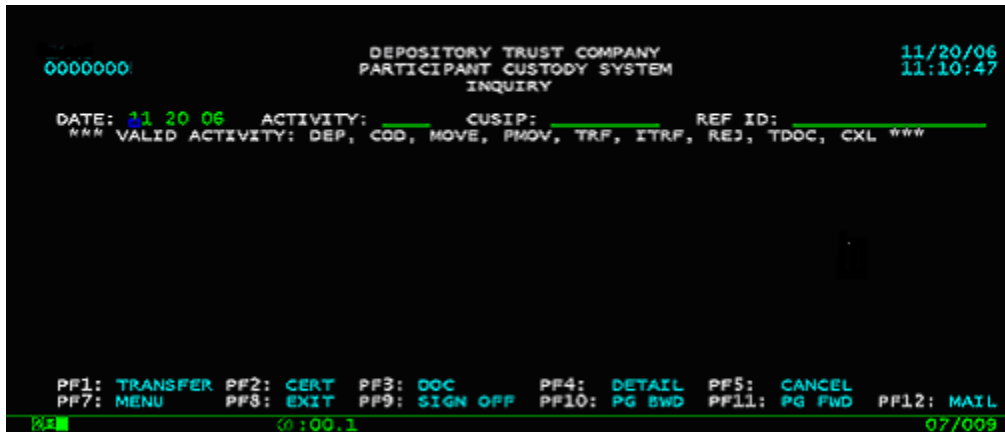 DEPOSITORY TRUST COMPANY 11/20/06
0000000 PARTICIPANT CUSTODY SYSTEM 11:10:47
INQUIRY
DATE: 11 20 06 ACTIVITY: CUSIP: REF ID:
*** VALID ACTIVITY: DEP, COD, MOVE, PMOV, TRF, ITRF, REJ, TDOC, CXL ***
PF1: TRANSFER PF2: CERT PF3: DOC PF4: DETAIL PF5: CANCEL
PF7: MENU PF8: EXIT PF9: SIGN OFF PF10: PG BWD PF11: PG FWD PF12: MAIL
:00.1 07/009